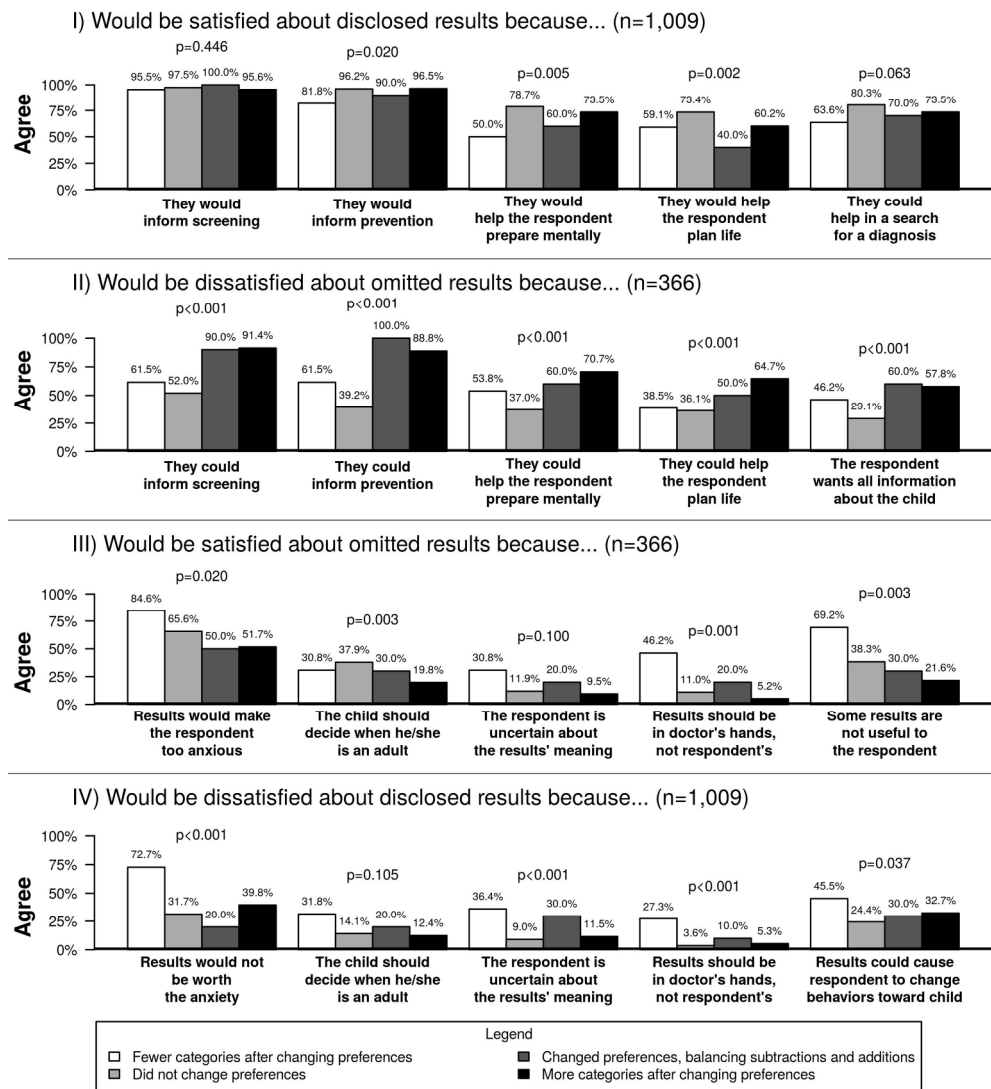 I) Would be satisfied about disclosed results because... (n=1,009)
p=0.446 p=0.020 p=0.005 p=0.002 p=0.063
95.5% 97.5% 100.0% 95.6% 81.8% 96.2% 90.0% 96.5% 50.0% 78.7% 60.0% 73.5% 59.1% 73.4% 40.0% 60.2% 63.6% 80.3% 70.0% 73.5%
Agree
100%
75%
50%
25%
0%
They would
inform screening
They would
inform prevention
They would
help the respondent
prepare mentally
They would help
the respondent
plan life
They could
help in a search
for a diagnosis
II) Would be dissatisfied about omitted results because... (n=366)
p<0.001 p<0.001 p<0.001 p<0.001 p<0.001
61.5% 52.0% 90.0% 91.4% 61.5% 39.2% 100.0% 88.8% 53.8% 37.0% 60.0% 70.7% 38.5% 36.1% 50.0% 64.7% 46.2% 29.1% 60.0% 57.8%
Agree
100%
75%
50%
25%
0%
They could
inform screening
They could
inform prevention
They could
help the respondent
prepare mentally
They could help
the respondent
plan life
The respondent
wants all information
about the child
III) Would be satisfied about omitted results because... (n=366)
p=0.020 p=0.003 p=0.100 p=0.001 p=0.003
84.6% 65.6% 50.0% 51.7% 30.8% 37.9% 30.0% 19.8% 30.8% 11.9% 20.0% 9.5% 46.2% 11.0% 20.0% 5.2% 69.2% 38.3% 30.0% 21.6%
Agree
100%
75%
50%
25%
0%
Results would make
the respondent
too anxious
The child should
decide when he/she
is an adult
The respondent is
uncertain about
the results' meaning
Results should be
in doctor's hands,
not respondent's
Some results are
not useful to
the respondent
IV) Would be dissatisfied about disclosed results because... (n=1,009)
p<0.001 p=0.105 p<0.001 p<0.001 p=0.037
72.7% 31.7% 20.0% 39.8% 31.8% 14.1% 20.0% 12.4% 36.4% 9.0% 30.0% 11.5% 27.3% 3.6% 10.0% 5.3% 45.5% 24.4% 30.0% 32.7%
Agree
100%
75%
50%
25%
0%
Results would not
be worth
the anxiety
The child should
decide when he/she
is an adult
The respondent is
uncertain about
the results' meaning
Results should be
in doctor's hands,
not respondent's
Results could cause
respondent to change
behaviors toward child
Legend
Fewer categories after changing preferences
Did not change preferences
Changed preferences, balancing subtractions and additions
More categories after changing preferences